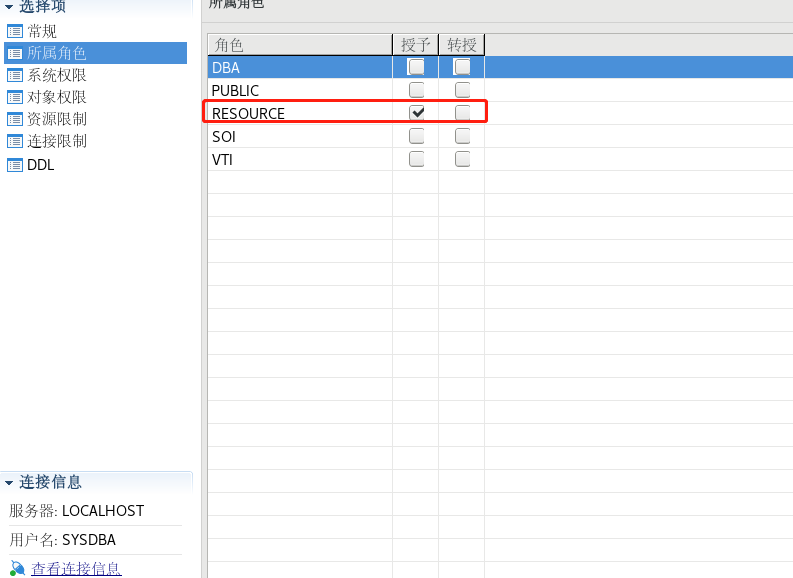 选择项
常规
所属角色
系统权限
对象权限
资源限制
连接限制
DDL
连接信息
服务器: LOCALHOST
用户名: SYSDBA
查看连接信息
所属角色
角色 授予 转授
DBA
PUBLIC
RESOURCE
SOI
VTI